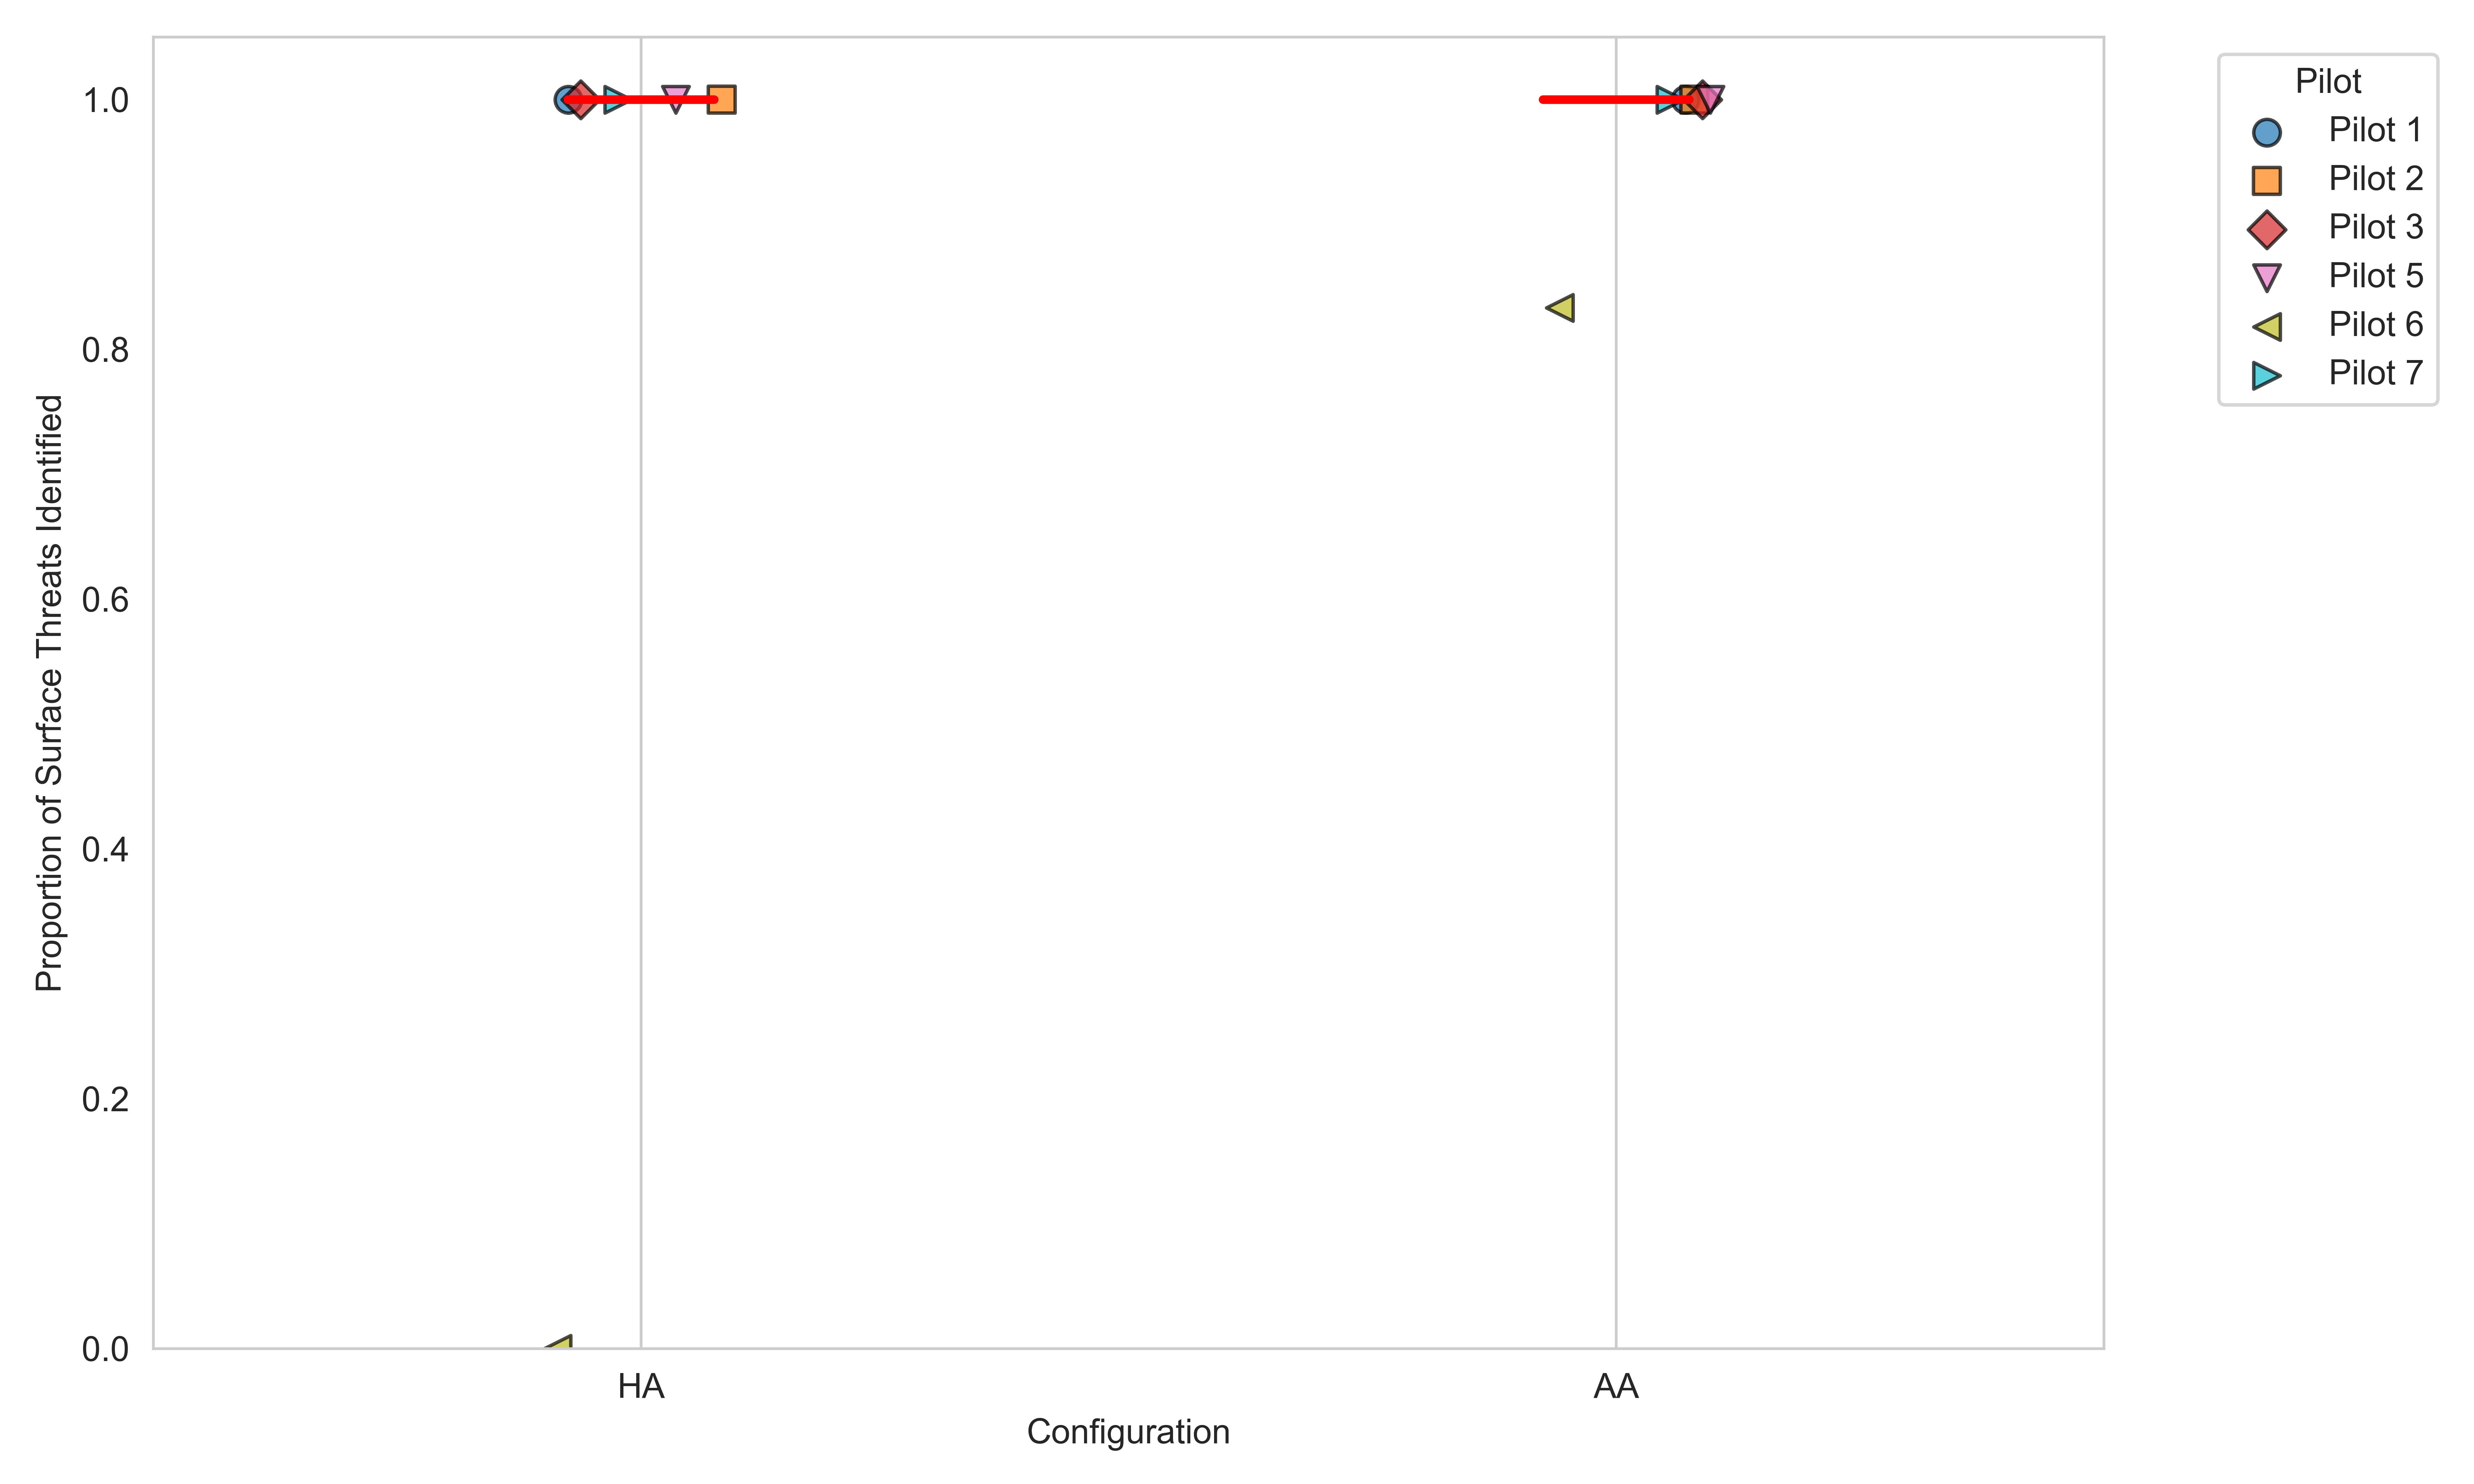 Proportion of Surface Threats Identified
1.0
0.8
0.6
0.4
0.2
0.0
HA
AA
Configuration
Pilot
Pilot 1
Pilot 2
Pilot 3
Pilot 5
Pilot 6
Pilot 7